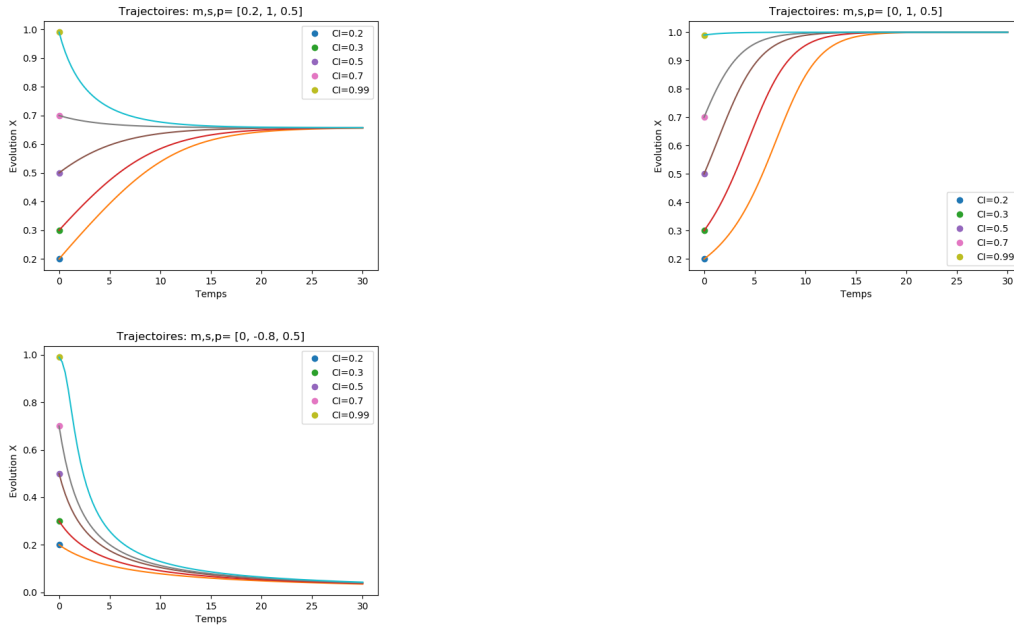 Trajectoires: m,s,p= [0.2, 1, 0.5]
1.0
0.9
0.8
0.7
0.6
0.5
0.4
0.3
0.2
Evolution X
CI=0.2
CI=0.3
CI=0.5
CI=0.7
CI=0.99
0 5 10 15 20 25 30
Temps
Trajectoires: m,s,p= [0, 1, 0.5]
1.0
0.9
0.8
0.7
0.6
0.5
0.4
0.3
0.2
Evolution X
CI=0.2
CI=0.3
CI=0.5
CI=0.7
CI=0.99
0 5 10 15 20 25 30
Temps
Trajectoires: m,s,p= [0, -0.8, 0.5]
1.0
0.8
0.6
0.4
0.2
0.0
Evolution X
CI=0.2
CI=0.3
CI=0.5
CI=0.7
CI=0.99
0 5 10 15 20 25 30
Temps